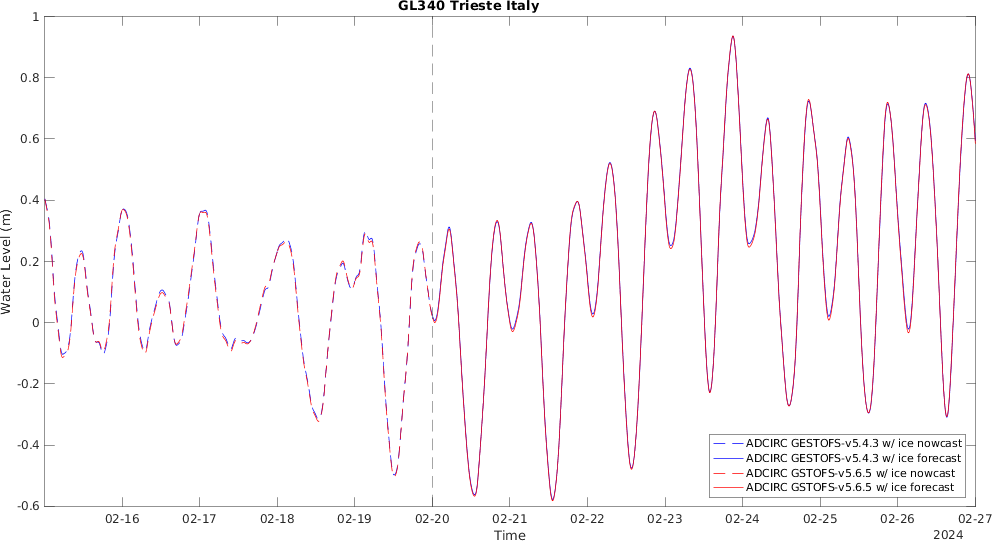 GL340 Trieste Italy
1
0.8
0.6
0.4
0.2
0
-0.2
-0.4
-0.6
Water Level (m)
ADCIRC GESTOFS-v5.4.3 w/ ice nowcast
ADCIRC GESTOFS-v5.4.3 w/ ice forecast
ADCIRC GSTOFS-v5.6.5 w/ ice nowcast
ADCIRC GSTOFS-v5.6.5 w/ ice forecast
02-16 02-17 02-18 02-19 02-20 02-21 02-22 02-23 02-24 02-25 02-26 02-27
Time
2024